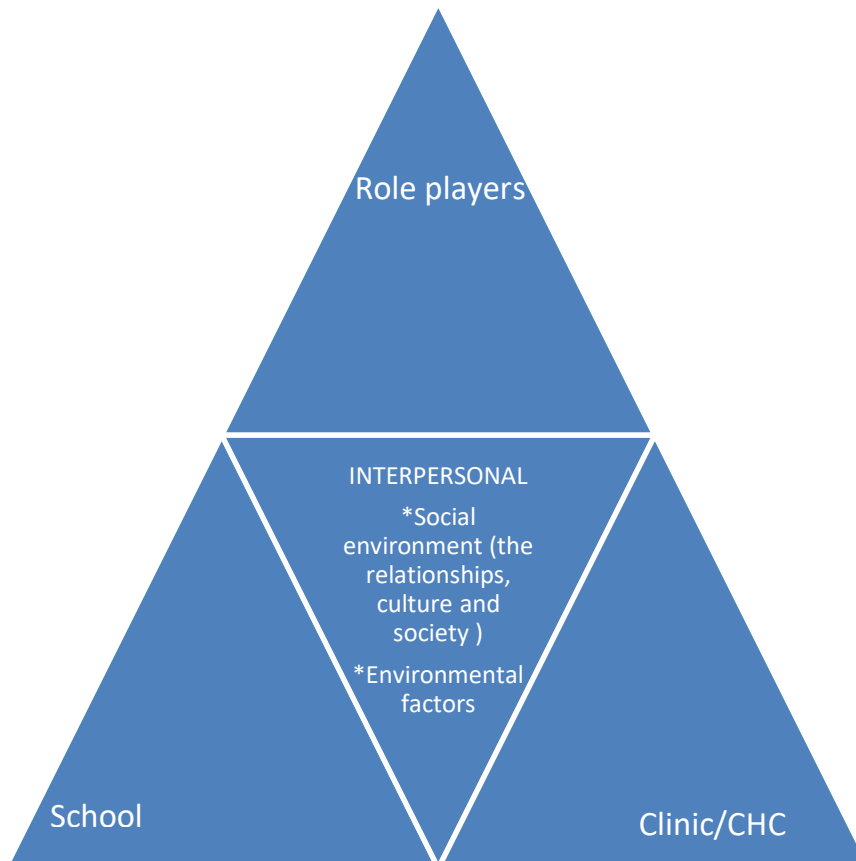 Role players
INTERPERSONAL
*Social
environment (the
relationships,
culture and
society )
*Environmental
factors
School
Clinic/CHC